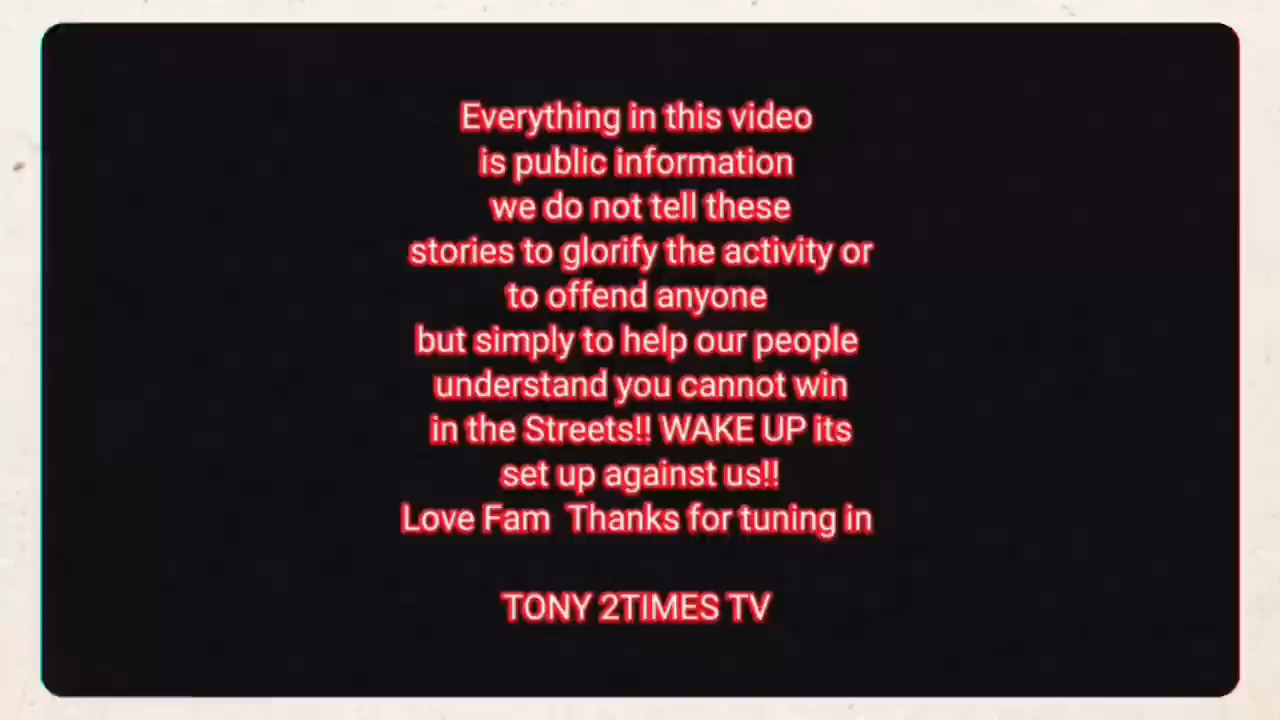 Everything in this video
is public information
we do not tell these
stories to glorify the activity or
to offend anyone
but simply to help our people
understand you cannot win
in the Streets!! WAKE UP its
set up against us!!
Love Fam  Thanks for tuning in
TONY 2TIMES TV